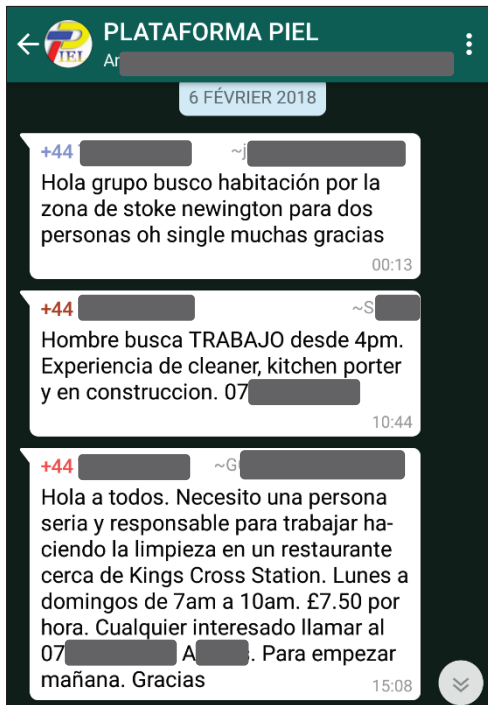 PLATAFORMA PIEL
PIEL
Ar
6 FÉVRIER 2018
+44 ~j
Hola grupo busco habitación por la
zona de stoke newington para dos
personas oh single muchas gracias
00:13
+44 ~S
Hombre busca TRABAJO desde 4pm.
Experiencia de cleaner, kitchen porter
y en construccion. 07
10:44
+44 ~G
Hola a todos. Necesito una persona
seria y responsable para trabajar ha-
ciendo la limpieza en un restaurante
cerca de Kings Cross Station. Lunes a
domingos de 7am a 10am. £7.50 por
hora. Cualquier interesado llamar al
07 A . Para empezar
mañana. Gracias
15:08